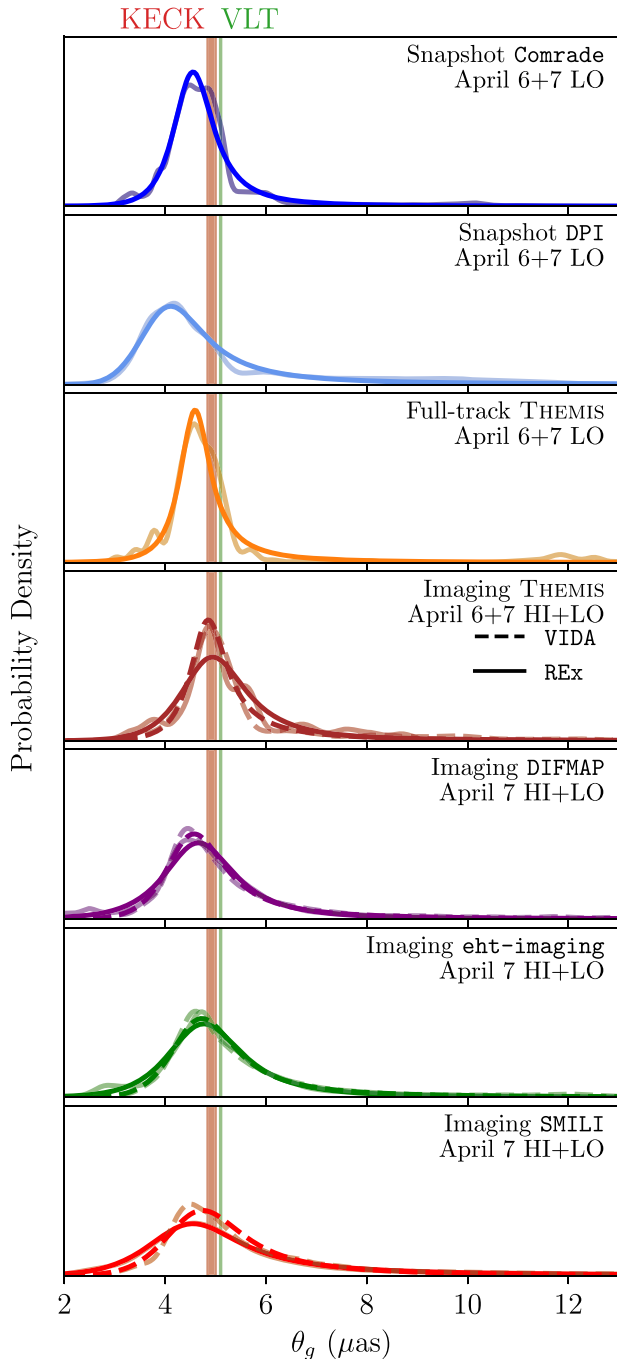 KECK VLT
Snapshot Comrade
April 6+7 LO
Snapshot DPI
April 6+7 LO
Full-track THEMIS
April 6+7 LO
Imaging THEMIS
April 6+7 HI+LO
VIDA
REx
Imaging DIFMAP
April 7 HI+LO
Imaging eht-imaging
April 7 HI+LO
Imaging SMILI
April 7 HI+LO
Probability Density
2 4 6 8 10 12
θg (μas)